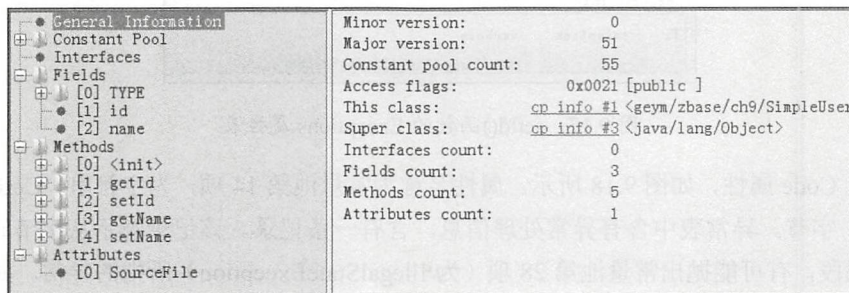 General Information
Constant Pool
Interfaces
Fields
[0] TYPE
[1] id
[2] name
Methods
[0] <init>
[1] getId
[2] setId
[3] getName
[4] setName
Attributes
[0] SourceFile
Minor version: 0
Major version: 51
Constant pool count: 55
Access flags: 0x0021 [public ]
This class: cp info #1 <geym/zbase/ch9/SimpleUser
Super class: cp info #3 <java/lang/Object>
Interfaces count: 0
Fields count: 3
Methods count: 5
Attributes count: 1